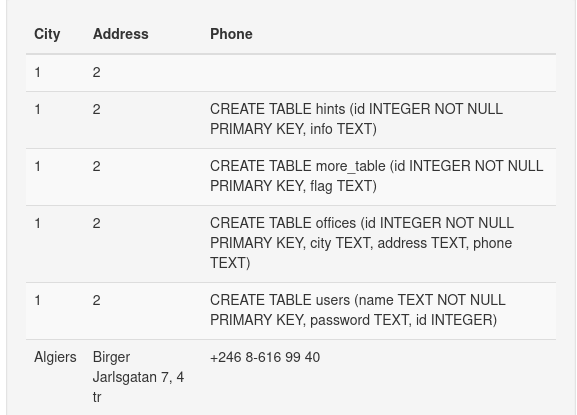 City Address Phone
1 2
1 2 CREATE TABLE hints (id INTEGER NOT NULL
PRIMARY KEY, info TEXT)
1 2 CREATE TABLE more_table (id INTEGER NOT NULL
PRIMARY KEY, flag TEXT)
1 2 CREATE TABLE offices (id INTEGER NOT NULL
PRIMARY KEY, city TEXT, address TEXT, phone
TEXT)
1 2 CREATE TABLE users (name TEXT NOT NULL
PRIMARY KEY, password TEXT, id INTEGER)
Algiers Birger +246 8-616 99 40
Jarlsgatan 7, 4
tr